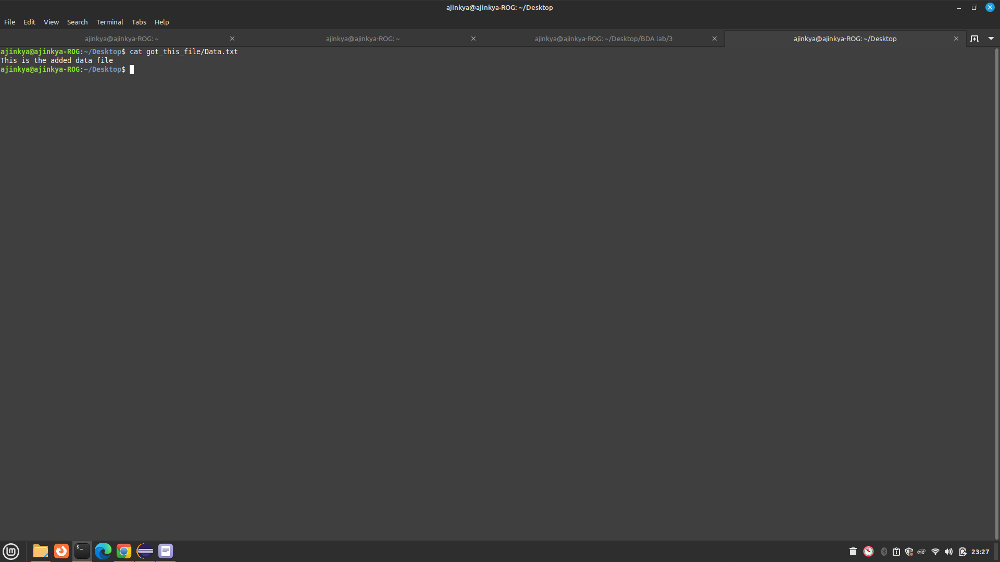 ajinkya@ajinkya-ROG: ~/Desktop
File Edit View Search Terminal Tabs Help
ajinkya@ajinkya-ROG: ~ ajinkya@ajinkya-ROG: ~ ajinkya@ajinkya-ROG: ~/Desktop/BDA lab/3 ajinkya@ajinkya-ROG: ~/Desktop
ajinkya@ajinkya-ROG:~/Desktop$ cat got_this_file/Data.txt
This is the added data file
ajinkya@ajinkya-ROG:~/Desktop$
23:27